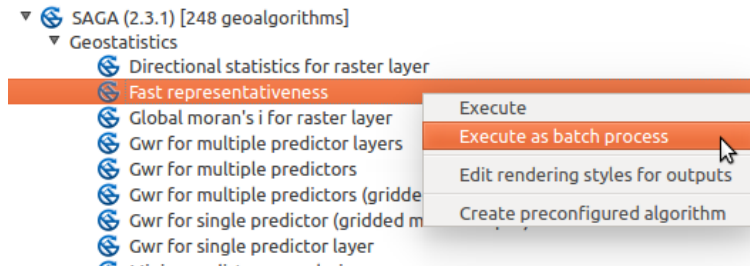 SAGA (2.3.1) [248 geoalgorithms]
Geostatistics
Directional statistics for raster layer
Fast representativeness
Global moran's i for raster layer
Gwr for multiple predictor layers
Gwr for multiple predictors
Gwr for multiple predictors (gridde
Gwr for single predictor (gridded m
Gwr for single predictor layer
Execute
Execute as batch process
Edit rendering styles for outputs
Create preconfigured algorithm